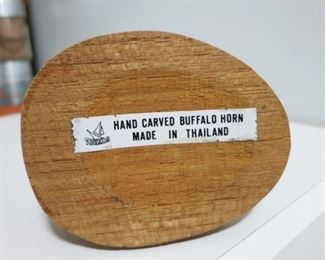 HAND CARVED BUFFALO HORN
MADE IN THAILAND